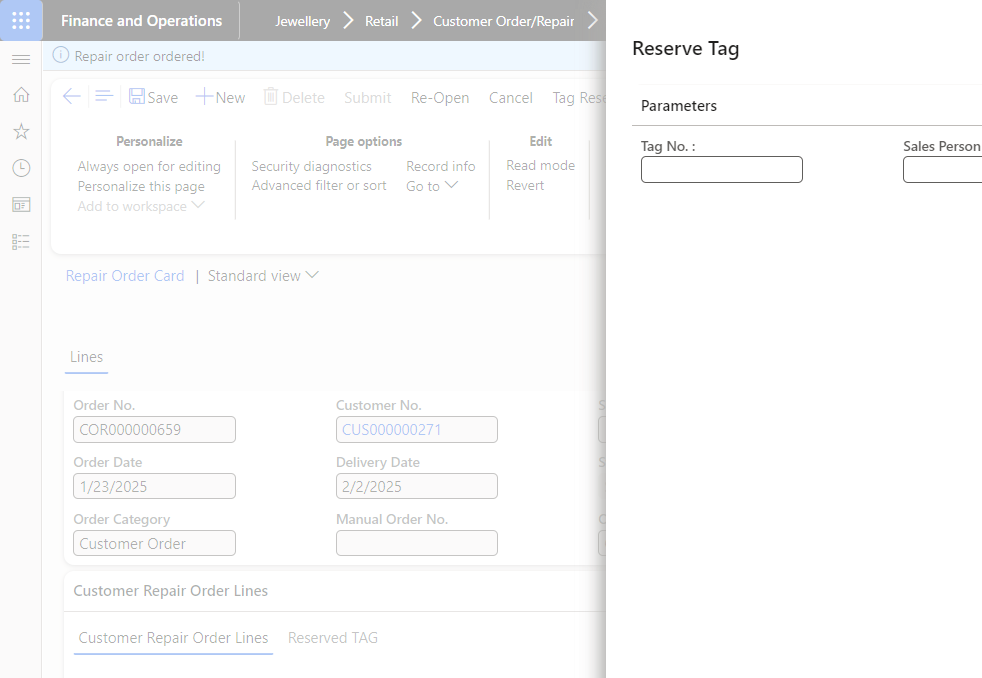 Finance and Operations
Jewellery > Retail > Customer Order/Repair >
Repair order ordered!
Save New Delete Submit Re-Open Cancel Tag Rese
Personalize
Always open for editing
Personalize this page
Add to workspace
Page options
Security diagnostics
Advanced filter or sort
Record info
Go to
Edit
Read mode
Revert
Repair Order Card | Standard view
Lines
Order No.
COR000000659
Customer No.
CUS000000271
Order Date
1/23/2025
Delivery Date
2/2/2025
Order Category
Customer Order
Manual Order No.
Customer Repair Order Lines
Customer Repair Order Lines Reserved TAG
Reserve Tag
Parameters
Tag No. :
Sales Person